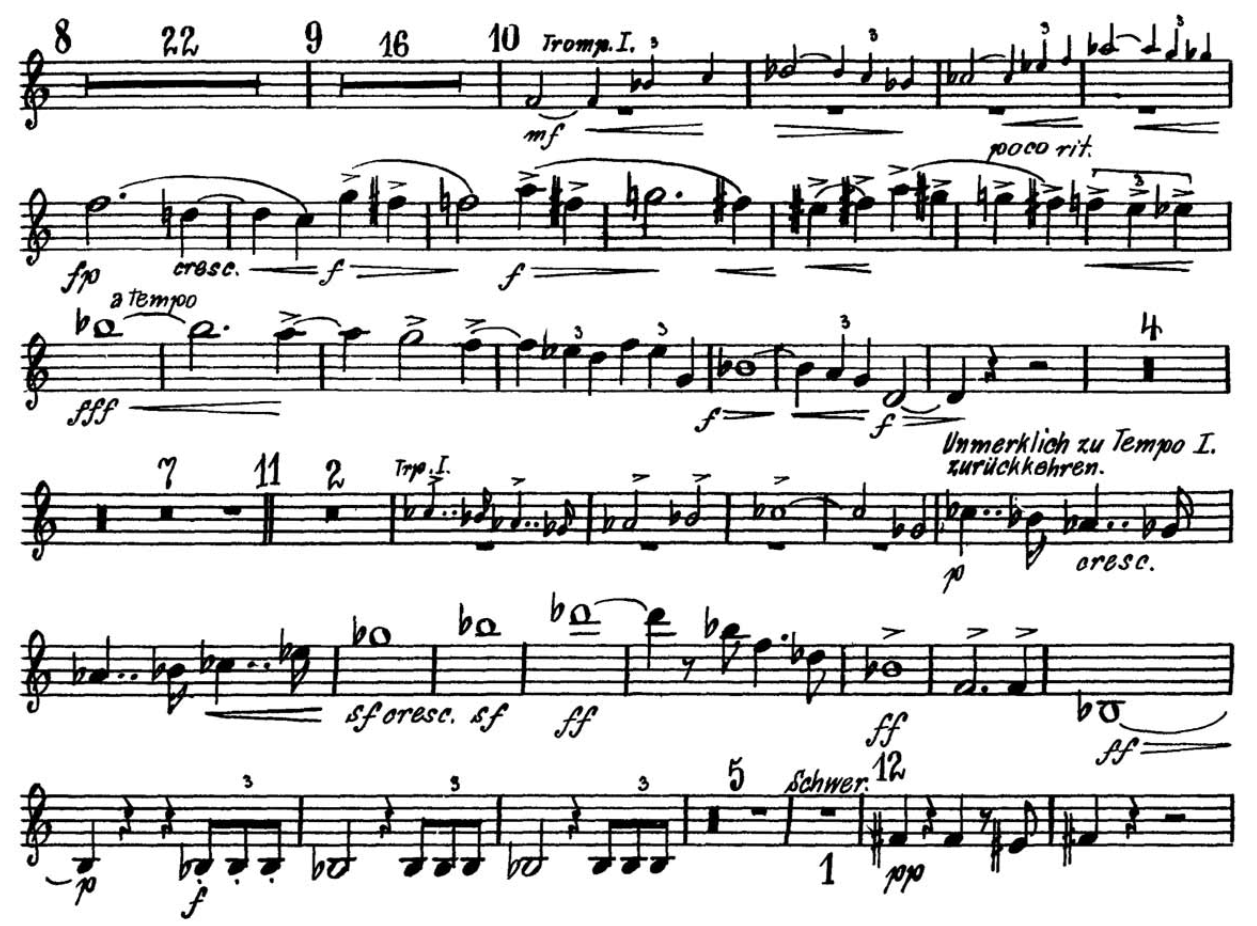 8 22 9 16 10 Tromp. I. 3 3 3 3
mf
poco rit.
3
fp cresc. f f
a tempo
3 3 3 4
fff f f
Unmerklich zu Tempo I.
zurückkehren.
7 11 2 Trp. I.
p cresc.
sf cresc. sf ff ff ff
3 3 3 5 Schwer. 12
p f 1 pp